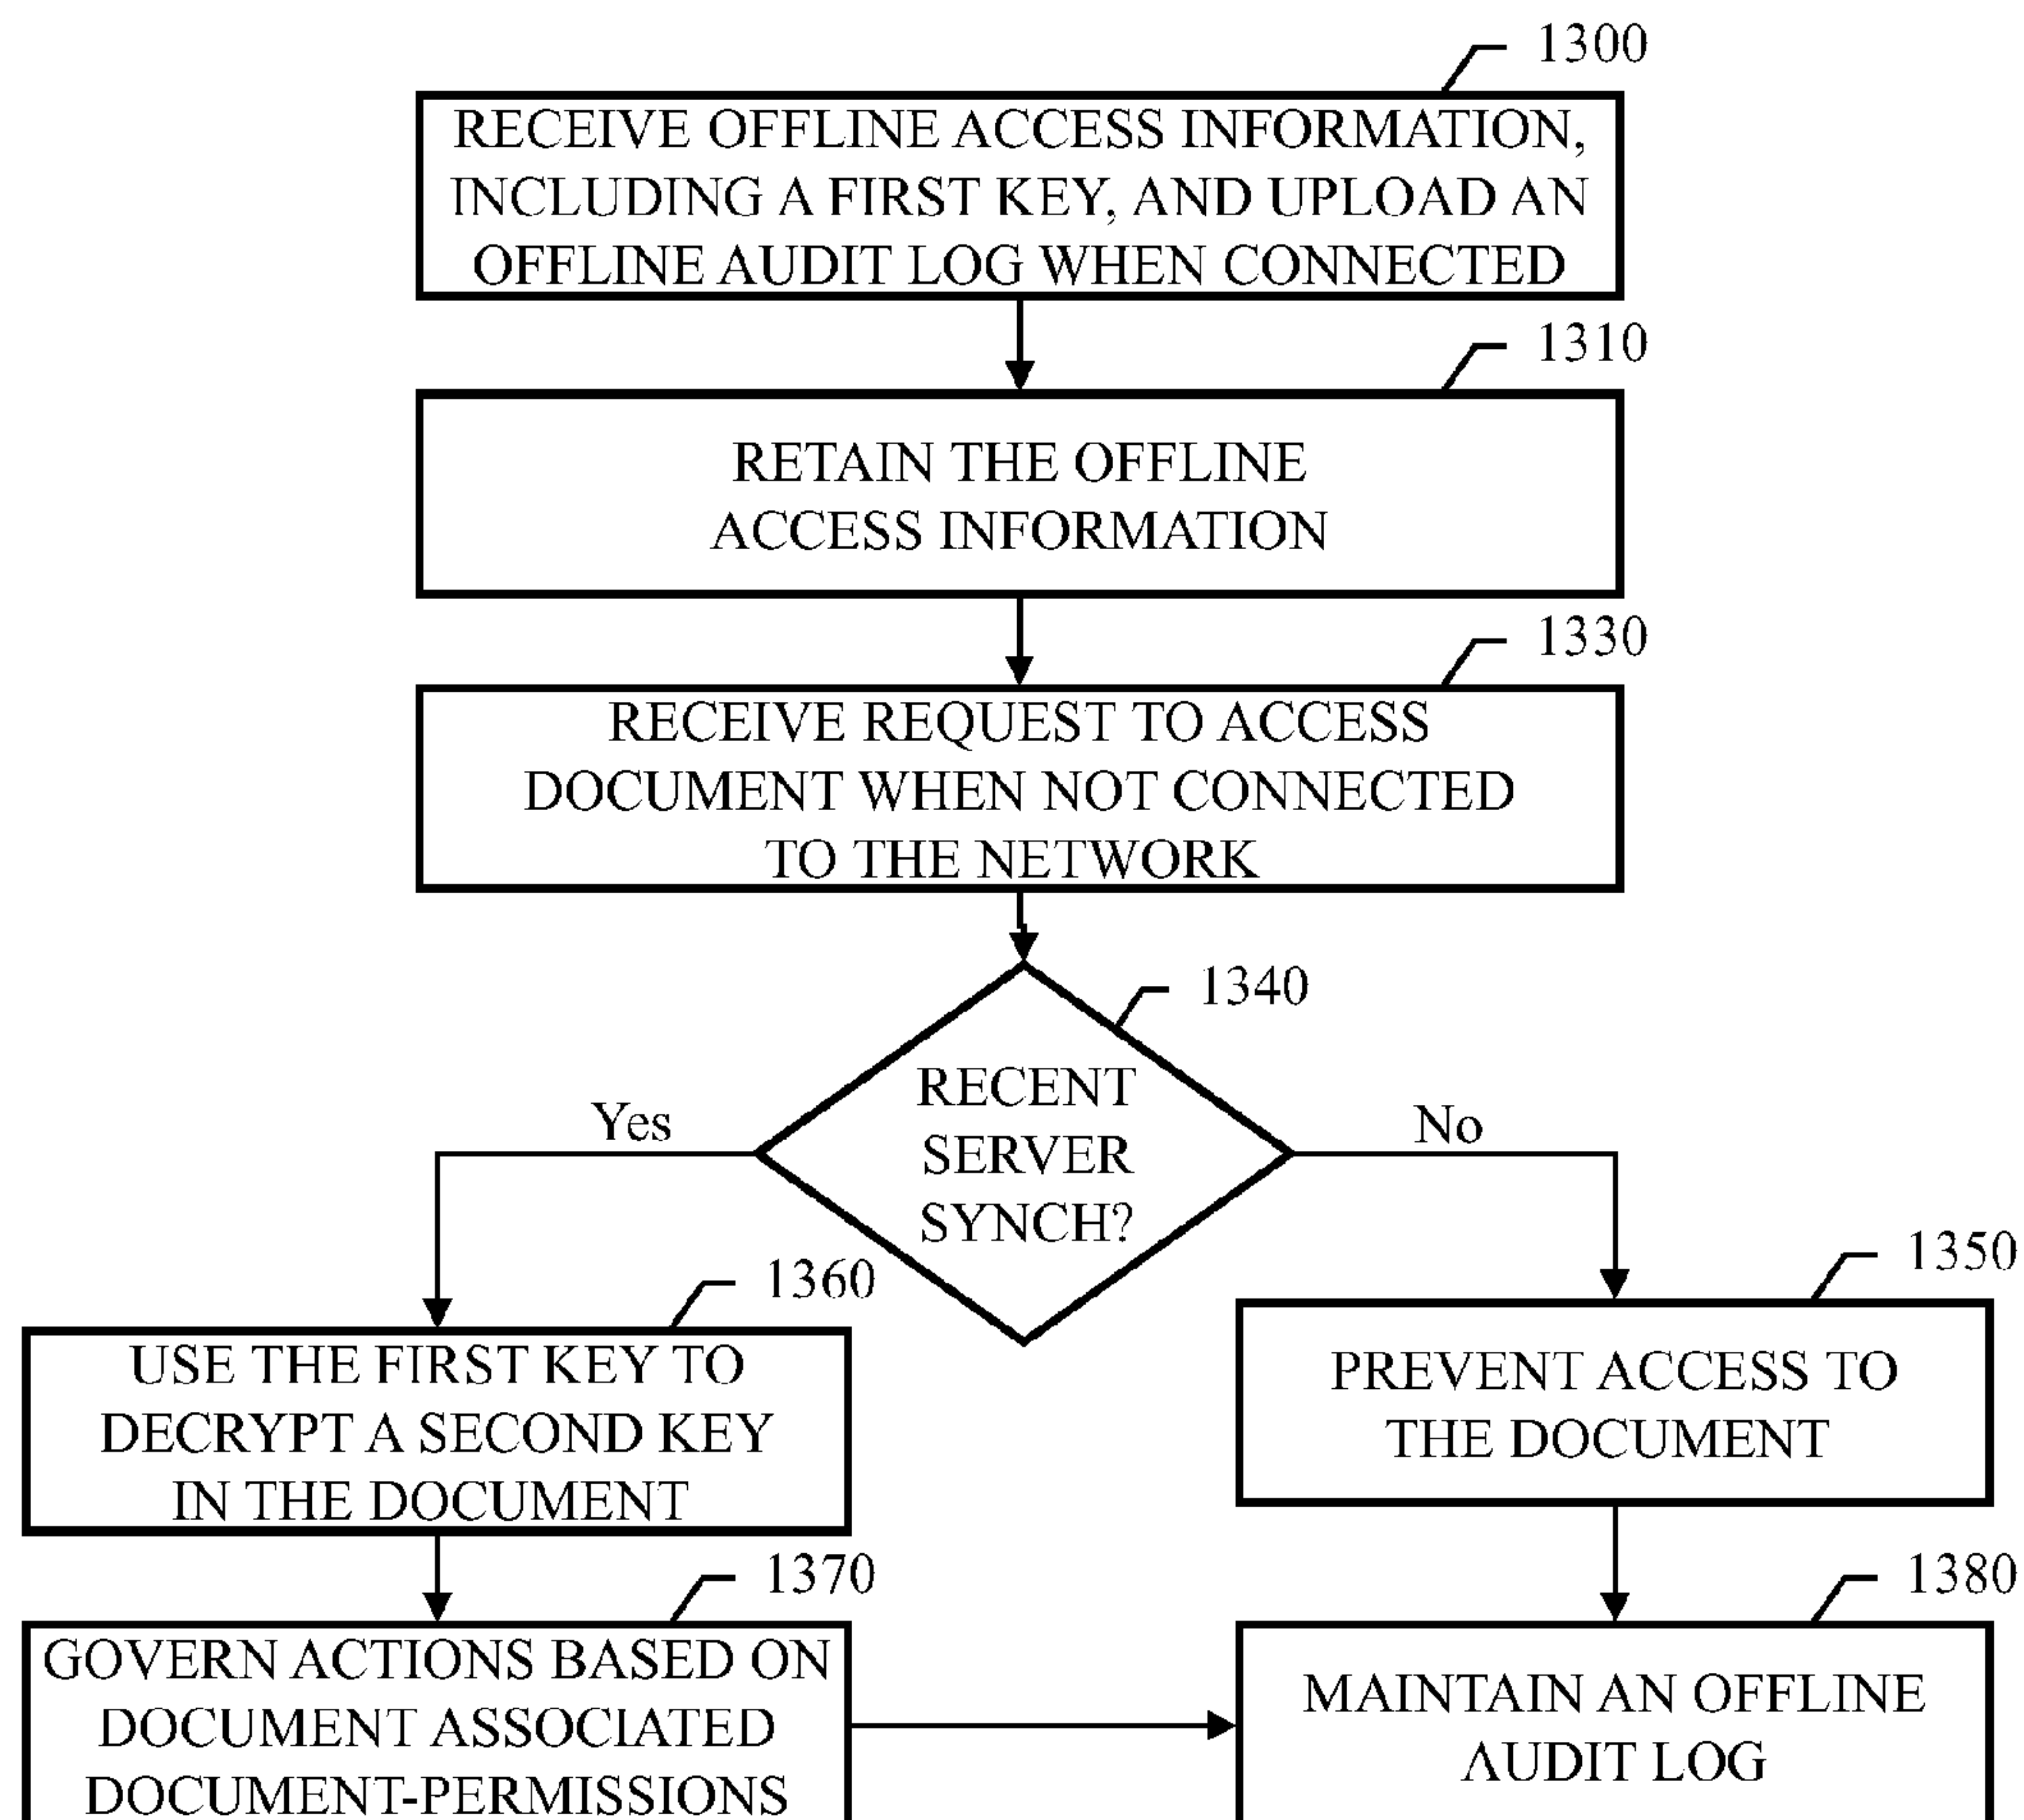 1300
RECEIVE OFFLINE ACCESS INFORMATION,
INCLUDING A FIRST KEY, AND UPLOAD AN
OFFLINE AUDIT LOG WHEN CONNECTED
1310
RETAIN THE OFFLINE
ACCESS INFORMATION
1330
RECEIVE REQUEST TO ACCESS
DOCUMENT WHEN NOT CONNECTED
TO THE NETWORK
1340
RECENT
SERVER
SYNCH?
Yes
No
1360
USE THE FIRST KEY TO
DECRYPT A SECOND KEY
IN THE DOCUMENT
1350
PREVENT ACCESS TO
THE DOCUMENT
1370
GOVERN ACTIONS BASED ON
DOCUMENT ASSOCIATED
DOCUMENT-PERMISSIONS
1380
MAINTAIN AN OFFLINE
AUDIT LOG